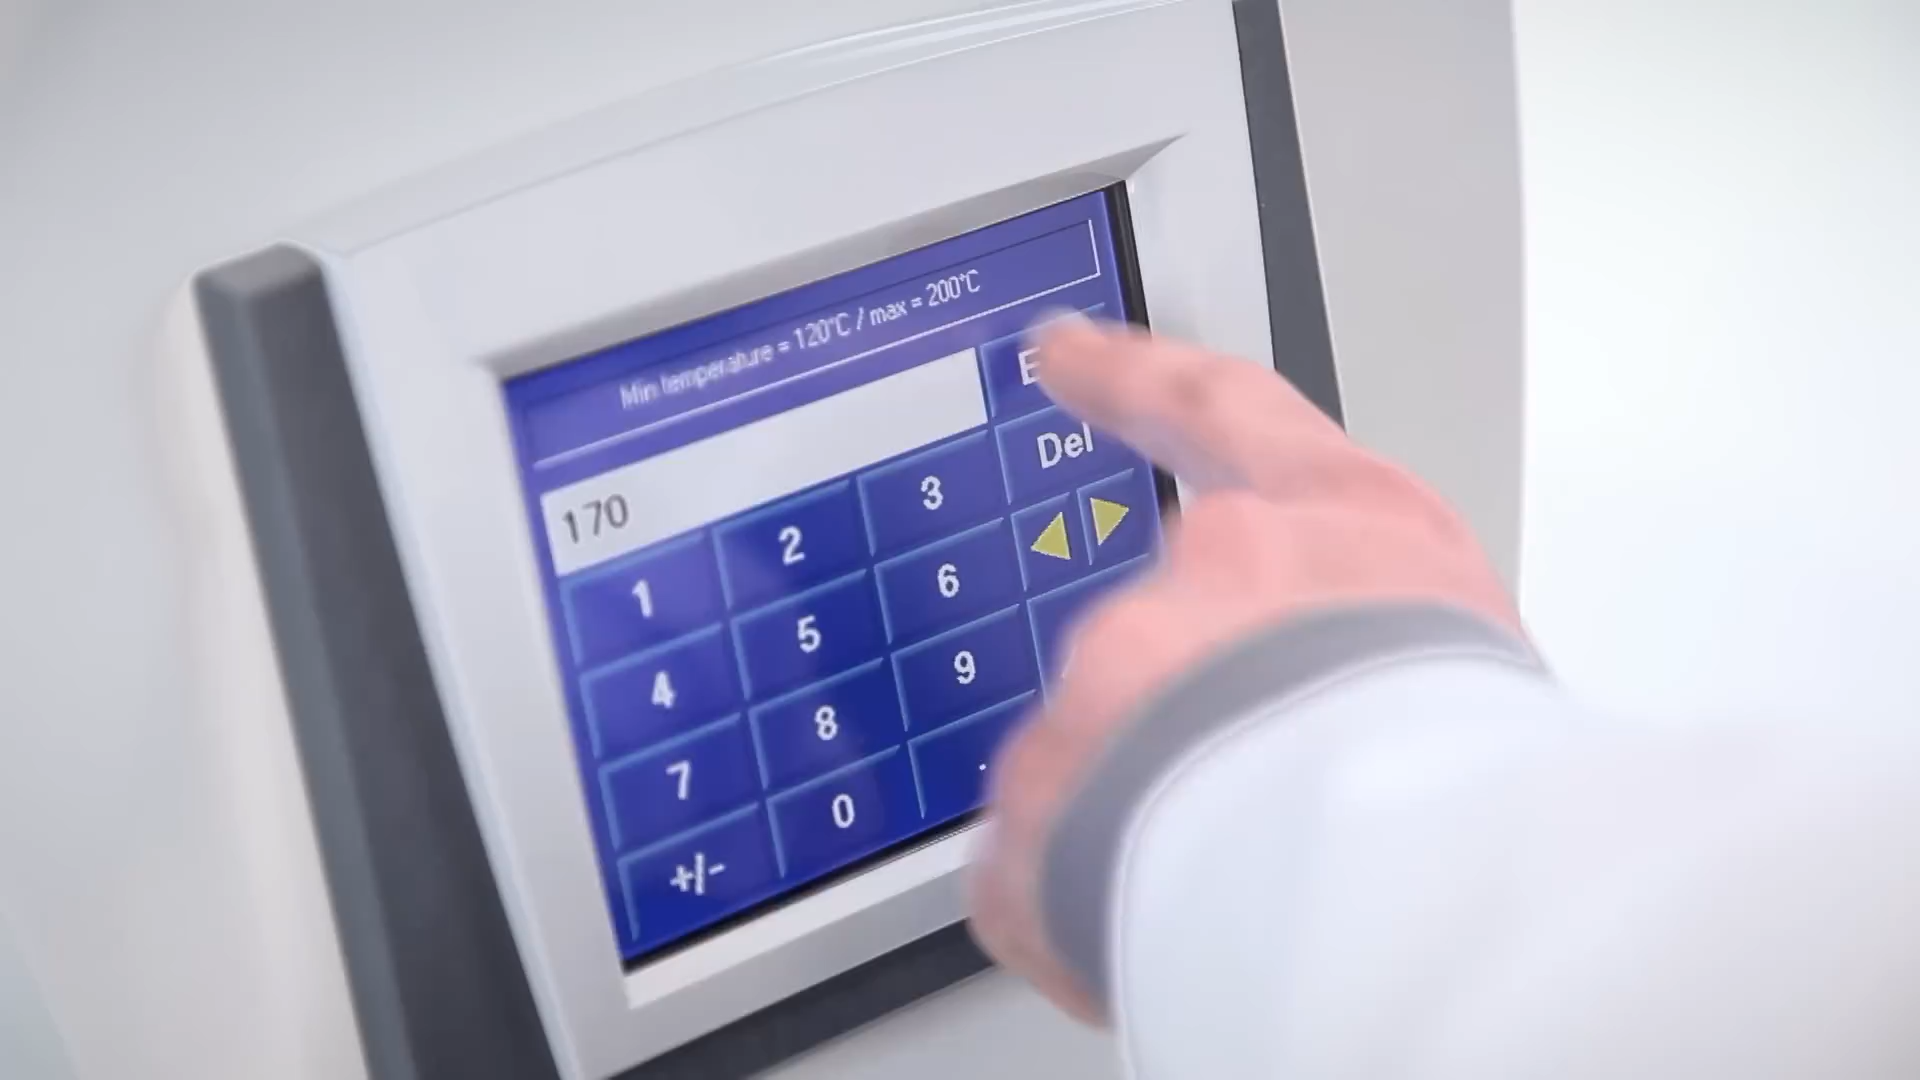 Min temperature = 120°C / max = 200°C
170
1 2 3 Del
4 5 6
7 8 9
+/- 0 .